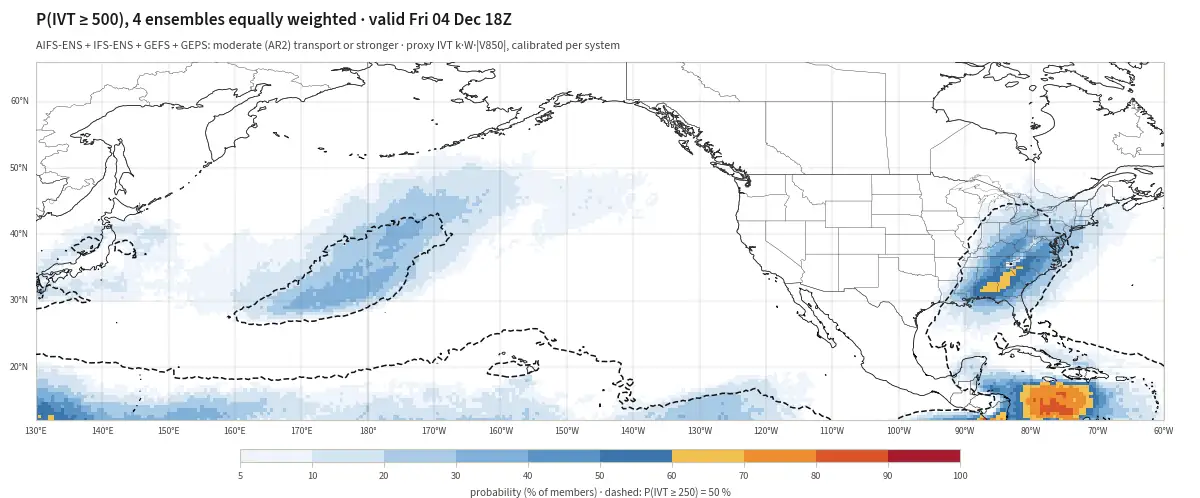 P(IVT ≥ 500), 4 ensembles equally weighted · valid Fri 04 Dec 18Z
AIFS-ENS + IFS-ENS + GEFS + GEPS: moderate (AR2) transport or stronger · proxy IVT k·W·|V850|, calibrated per system
60°N
50°N
40°N
30°N
20°N
130°E 140°E 150°E 160°E 170°E 180° 170°W 160°W 150°W 140°W 130°W 120°W 110°W 100°W 90°W 80°W 70°W 60°W
5 10 20 30 40 50 60 70 80 90 100
probability (% of members) · dashed: P(IVT ≥ 250) = 50 %